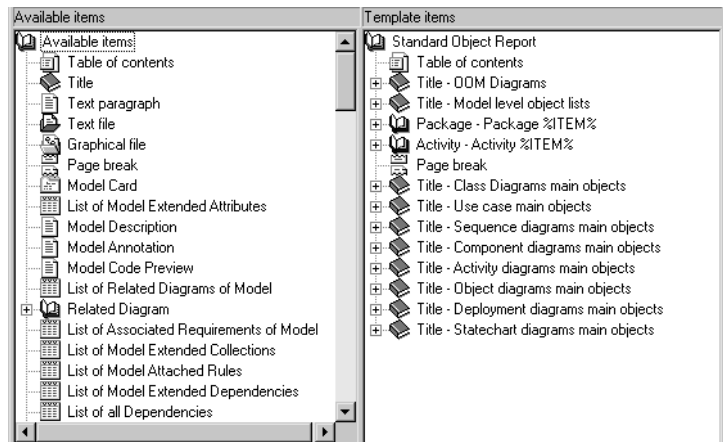 Available items
Available items
Table of contents
Title
Text paragraph
Text file
Graphical file
Page break
Model Card
List of Model Extended Attributes
Model Description
Model Annotation
Model Code Preview
List of Related Diagrams of Model
Related Diagram
List of Associated Requirements of Model
List of Model Extended Collections
List of Model Attached Rules
List of Model Extended Dependencies
List of all Dependencies
Template items
Standard Object Report
Table of contents
Title - OOM Diagrams
Title - Model level object lists
Package - Package %ITEM%
Activity - Activity %ITEM%
Page break
Title - Class Diagrams main objects
Title - Use case main objects
Title - Sequence diagrams main objects
Title - Component diagrams main objects
Title - Activity diagrams main objects
Title - Object diagrams main objects
Title - Deployment diagrams main objects
Title - Statechart diagrams main objects